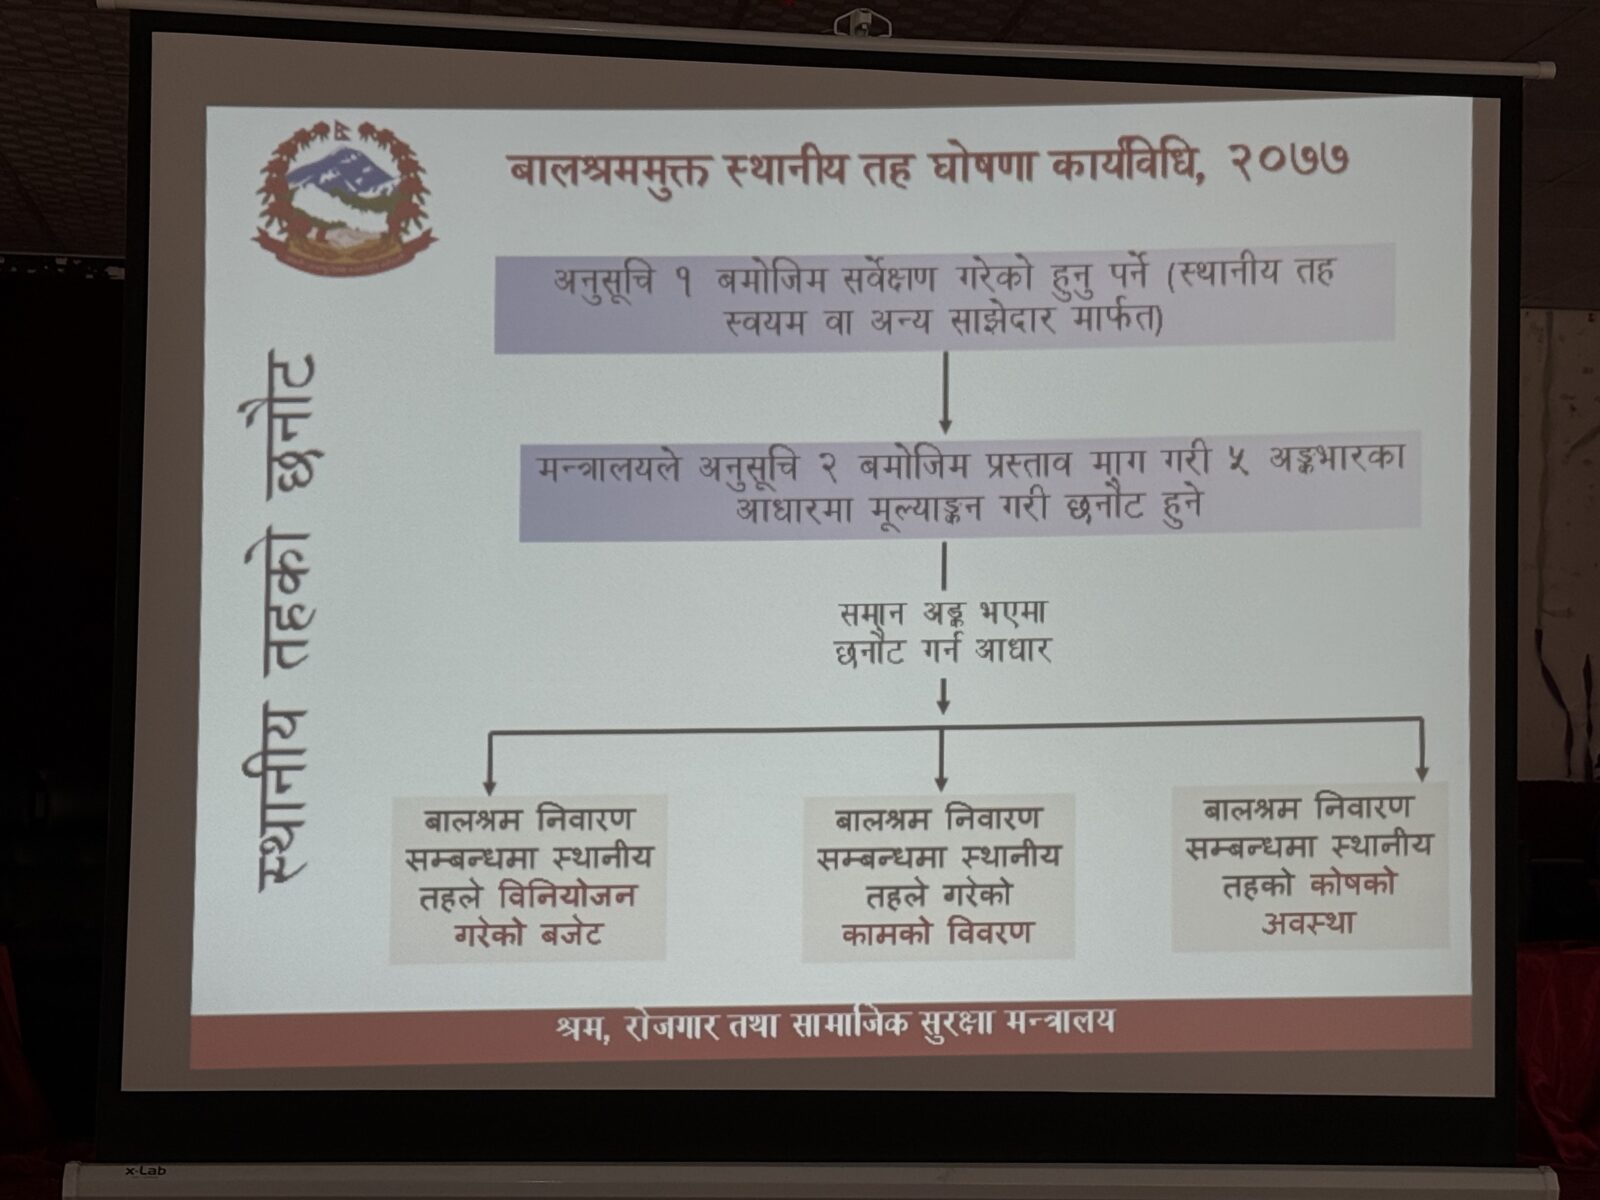 बालश्रममुक्त स्थानीय तह घोषणा कार्यविधि, २०७७
स्थानीय तहको छनौट
अनुसूचि १ बमोजिम सर्वेक्षण गरेको हुनु पर्ने (स्थानीय तह
स्वयम वा अन्य साझेदार मार्फत)
मन्त्रालयले अनुसूचि २ बमोजिम प्रस्ताव माग गरी ५ अङ्कभारका
आधारमा मूल्याङ्कन गरी छनौट हुने
समान अङ्क भएमा
छनौट गर्न आधार
बालश्रम निवारण
सम्बन्धमा स्थानीय
तहले विनियोजन
गरेको बजेट
बालश्रम निवारण
सम्बन्धमा स्थानीय
तहले गरेको
कामको विवरण
बालश्रम निवारण
सम्बन्धमा स्थानीय
तहको कोषको
अवस्था
श्रम, रोजगार तथा सामाजिक सुरक्षा मन्त्रालय
x-Lab